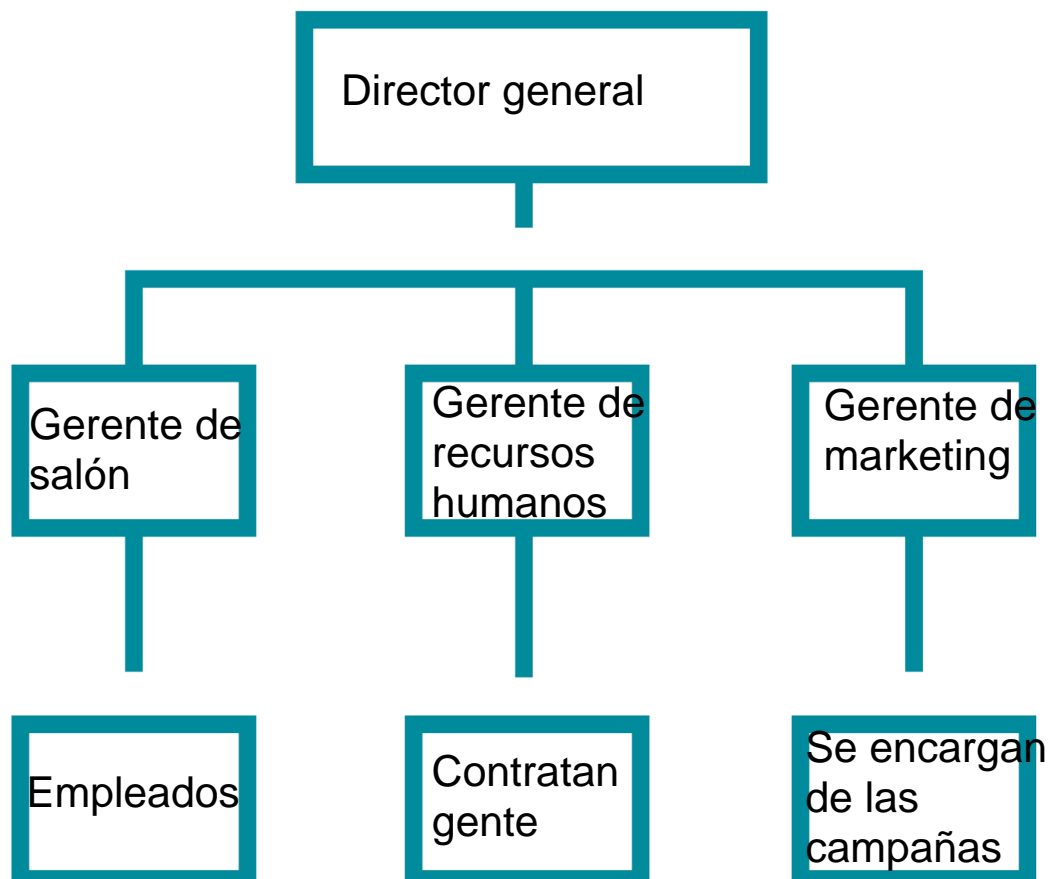 Director general
Gerente de
salón
Gerente de
recursos
humanos
Gerente de
marketing
Empleados
Contratan
gente
Se encargan
de las
campañas